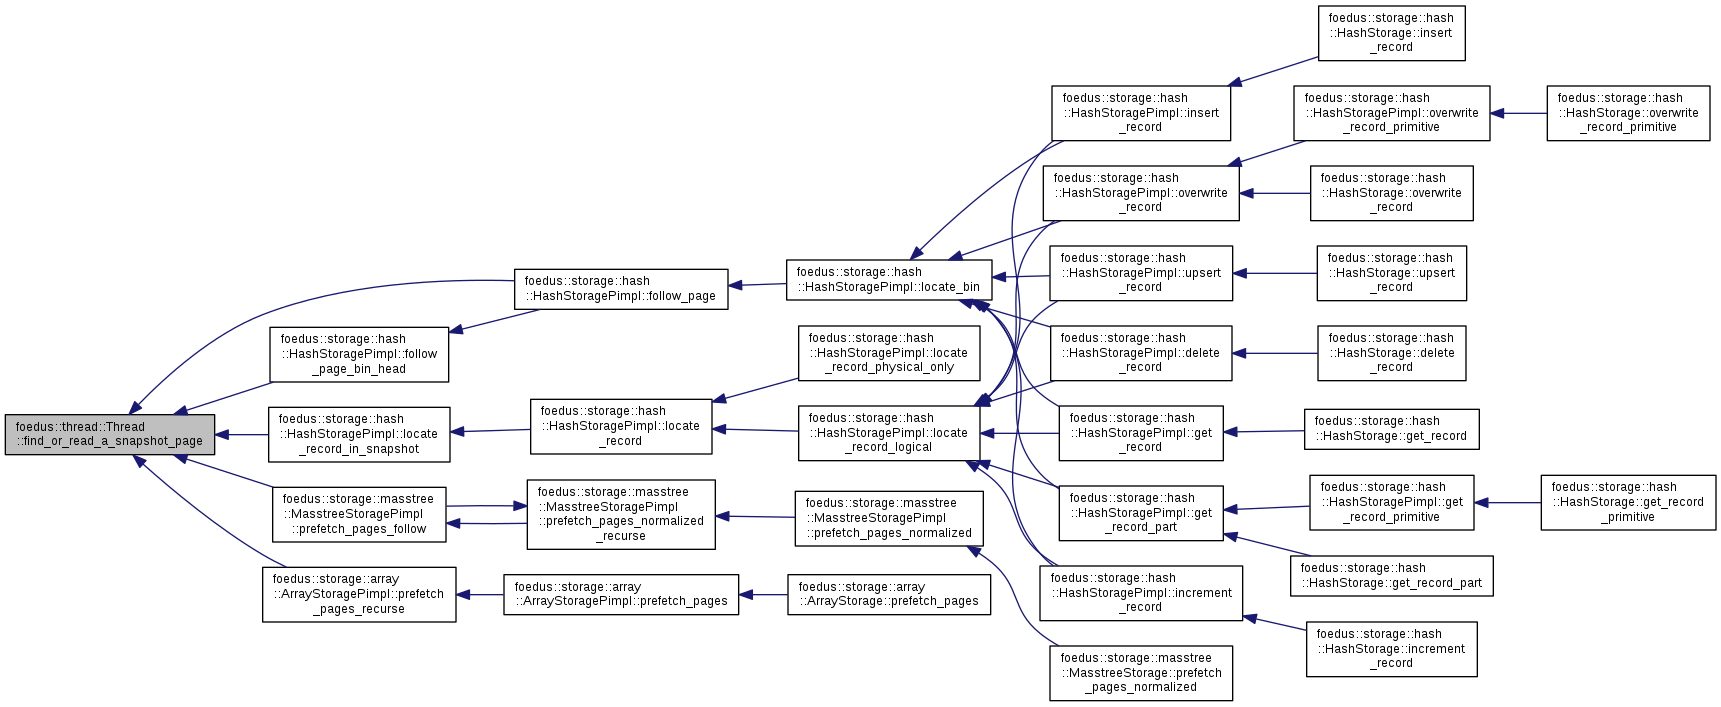 foedus::thread::Thread
::find_or_read_a_snapshot_page
foedus::storage::hash
::HashStoragePimpl::follow_page
foedus::storage::hash
::HashStoragePimpl::follow
_page_bin_head
foedus::storage::hash
::HashStoragePimpl::locate
_record_in_snapshot
foedus::storage::masstree
::MasstreeStoragePimpl
::prefetch_pages_follow
foedus::storage::array
::ArrayStoragePimpl::prefetch
_pages_recurse
foedus::storage::hash
::HashStoragePimpl::locate
_record
foedus::storage::masstree
::MasstreeStoragePimpl
::prefetch_pages_normalized
_recurse
foedus::storage::array
::ArrayStoragePimpl::prefetch_pages
foedus::storage::hash
::HashStoragePimpl::locate_bin
foedus::storage::hash
::HashStoragePimpl::locate
_record_physical_only
foedus::storage::hash
::HashStoragePimpl::locate
_record_logical
foedus::storage::masstree
::MasstreeStoragePimpl
::prefetch_pages_normalized
foedus::storage::array
::ArrayStorage::prefetch_pages
foedus::storage::hash
::HashStoragePimpl::insert
_record
foedus::storage::hash
::HashStoragePimpl::overwrite
_record
foedus::storage::hash
::HashStoragePimpl::upsert
_record
foedus::storage::hash
::HashStoragePimpl::delete
_record
foedus::storage::hash
::HashStoragePimpl::get
_record
foedus::storage::hash
::HashStoragePimpl::get
_record_part
foedus::storage::hash
::HashStoragePimpl::increment
_record
foedus::storage::masstree
::MasstreeStorage::prefetch
_pages_normalized
foedus::storage::hash
::HashStorage::insert
_record
foedus::storage::hash
::HashStoragePimpl::overwrite
_record_primitive
foedus::storage::hash
::HashStorage::overwrite
_record
foedus::storage::hash
::HashStorage::upsert
_record
foedus::storage::hash
::HashStorage::delete
_record
foedus::storage::hash
::HashStorage::get_record
foedus::storage::hash
::HashStoragePimpl::get
_record_primitive
foedus::storage::hash
::HashStorage::get_record_part
foedus::storage::hash
::HashStorage::increment
_record
foedus::storage::hash
::HashStorage::overwrite
_record_primitive
foedus::storage::hash
::HashStorage::get_record
_primitive